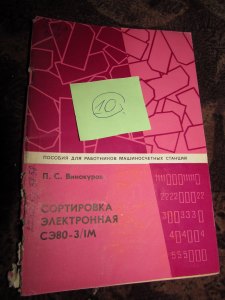 10
ПОСОБИЕ ДЛЯ РАБОТНИКОВ МАШИНОСЧЕТНЫХ СТАНЦИЙ
П. С. Винокуров
СОРТИРОВКА
ЭЛЕКТРОННАЯ
СЭ80-3/1М